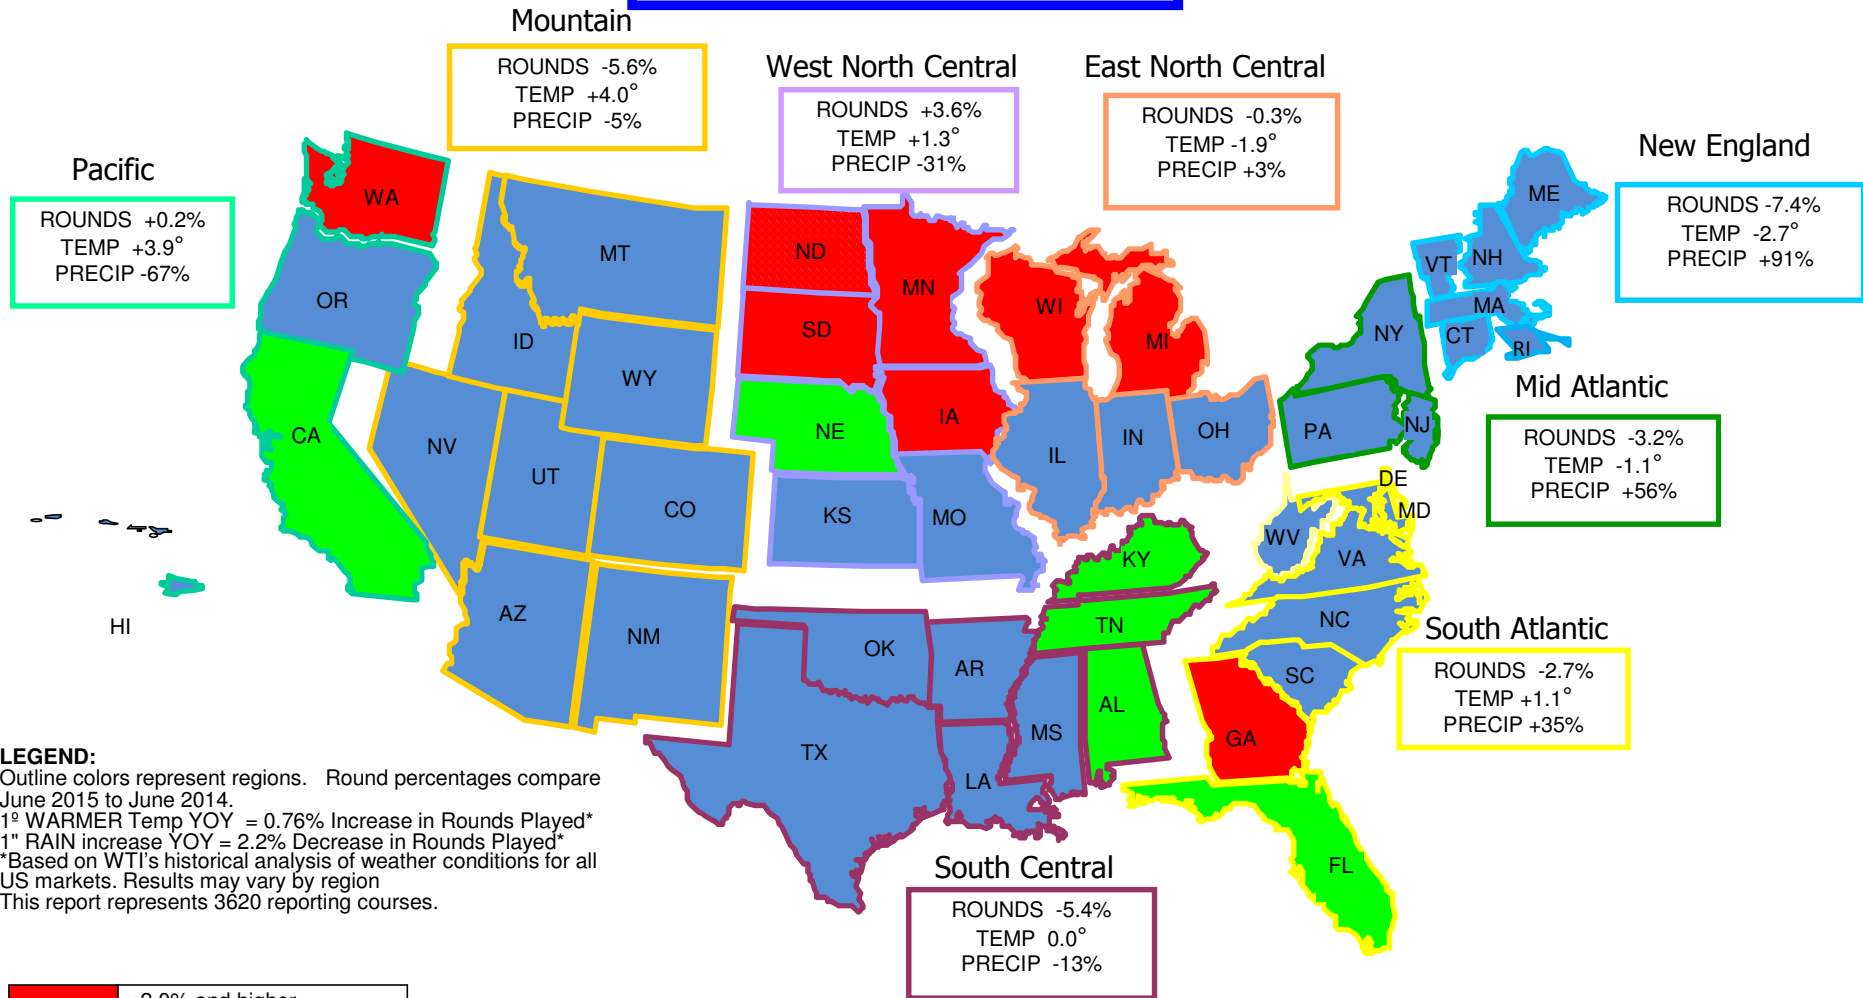 Mountain
ROUNDS -5.6%
TEMP +4.0°
PRECIP -5%
West North Central
ROUNDS +3.6%
TEMP +1.3°
PRECIP -31%
East North Central
ROUNDS -0.3%
TEMP -1.9°
PRECIP +3%
New England
ROUNDS -7.4%
TEMP -2.7°
PRECIP +91%
Pacific
ROUNDS +0.2%
TEMP +3.9°
PRECIP -67%
WA
OR
CA
HI
MT
ID
WY
NV
UT
CO
AZ
NM
ND
SD
MN
NE
IA
KS
MO
WI
MI
IL
IN
OH
ME
VT
NH
MA
CT
RI
NY
PA
NJ
Mid Atlantic
ROUNDS -3.2%
TEMP -1.1°
PRECIP +56%
DE
MD
WV
VA
NC
SC
GA
FL
KY
TN
AL
MS
OK
AR
TX
LA
South Atlantic
ROUNDS -2.7%
TEMP +1.1°
PRECIP +35%
South Central
ROUNDS -5.4%
TEMP 0.0°
PRECIP -13%
LEGEND:
Outline colors represent regions. Round percentages compare
June 2015 to June 2014.
1º WARMER Temp YOY = 0.76% Increase in Rounds Played*
1" RAIN increase YOY = 2.2% Decrease in Rounds Played*
*Based on WTI's historical analysis of weather conditions for all
US markets. Results may vary by region
This report represents 3620 reporting courses.
2.0% and higher